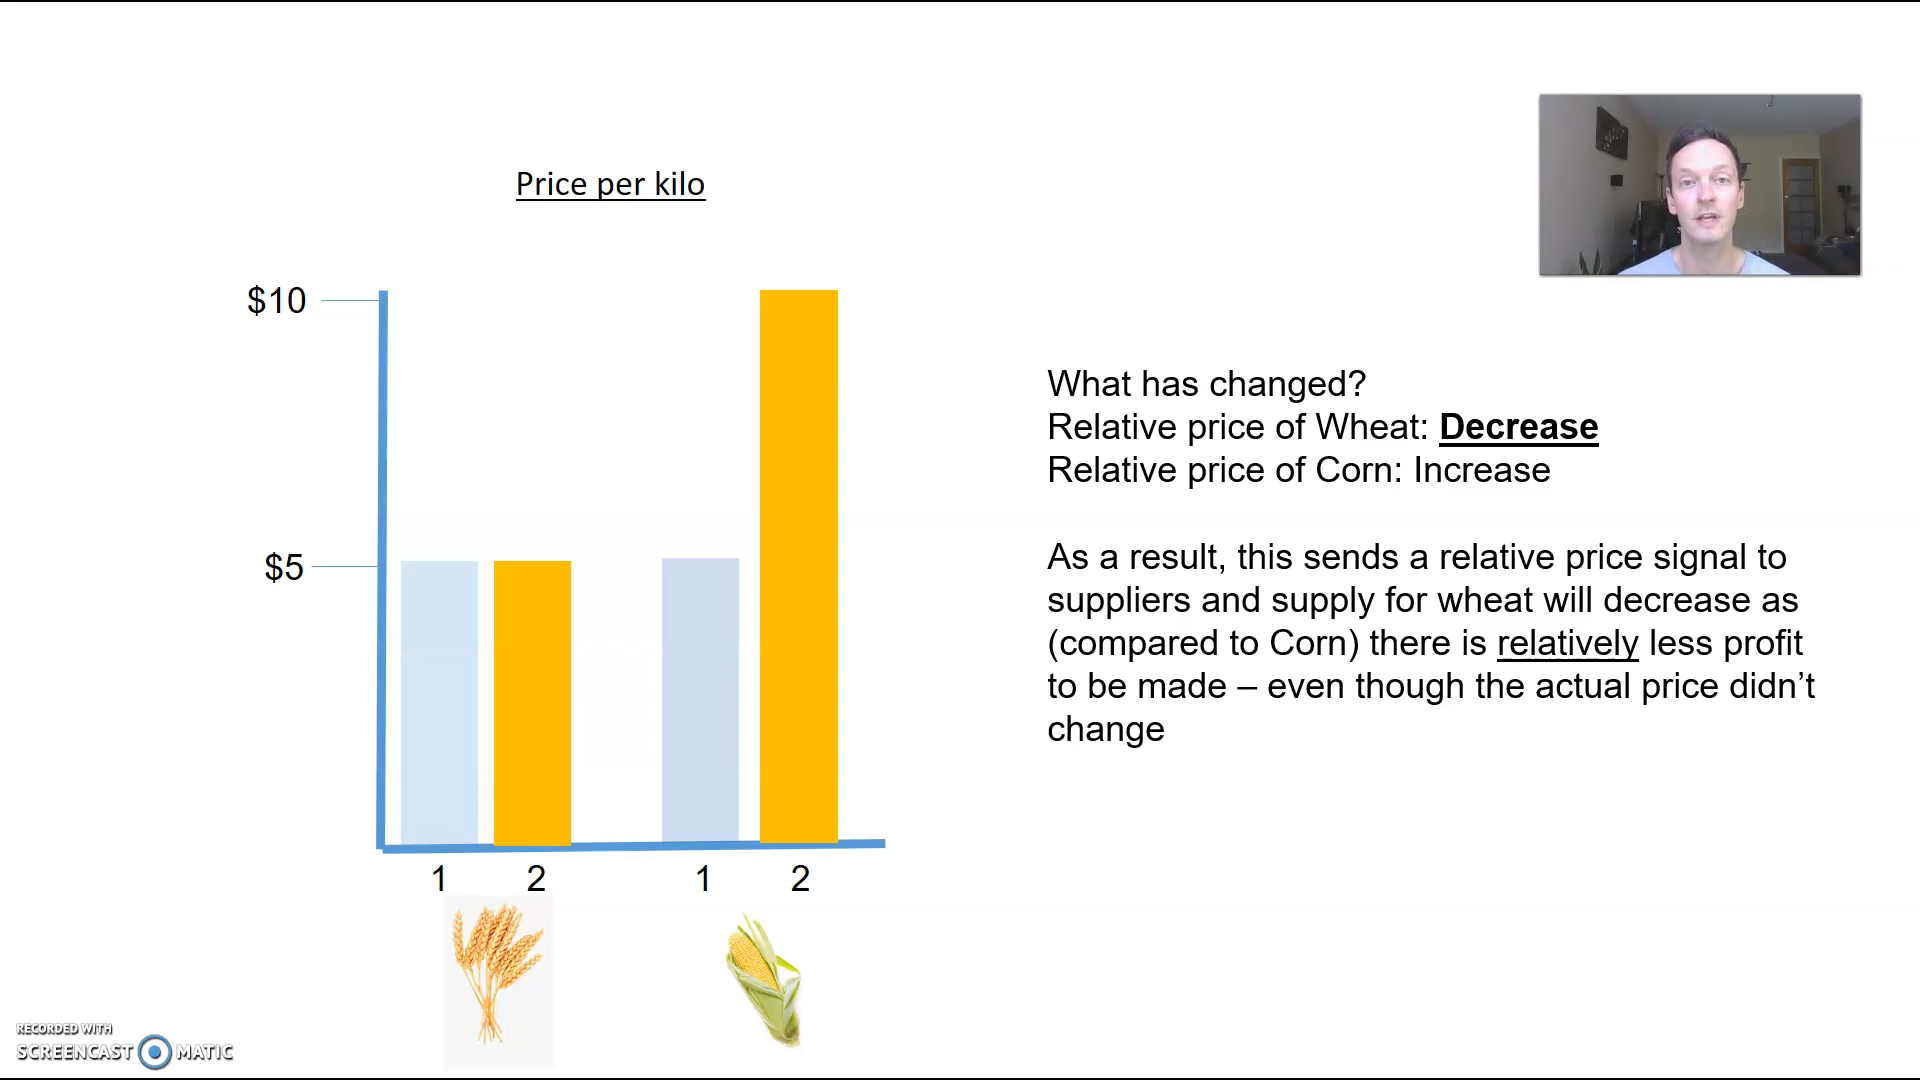 Price per kilo
$10
$5
1 2 1 2
What has changed?
Relative price of Wheat: Decrease
Relative price of Corn: Increase
As a result, this sends a relative price signal to
suppliers and supply for wheat will decrease as
(compared to Corn) there is relatively less profit
to be made – even though the actual price didn’t
change
RECORDED WITH
SCREENCAST MATIC